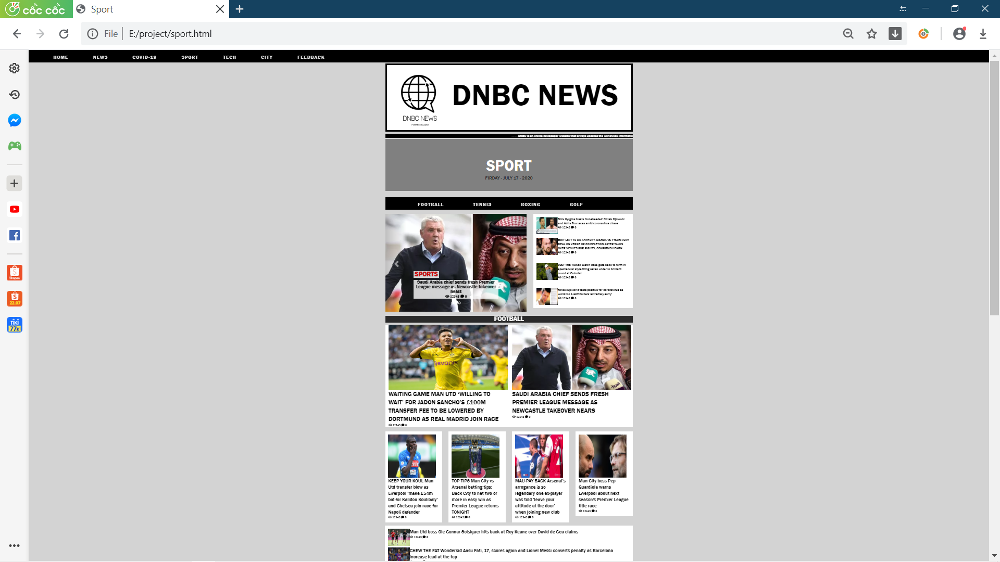 cốc cốc
Sport
File
E:/project/sport.html
HOME NEWS COVID-19 SPORT TECH CITY FEEDBACK
DNBC NEWS
FORM ENGLAND
DNBC NEWS
---- DNBC is an online newspaper website that always updates the worldwide informatio
SPORT
FIRDAY - JULY 17 - 2020
FOOTBALL TENNIS BOXING GOLF
SPORTS
Saudi Arabia chief sends fresh Premier
League message as Newcastle takeover
nears
12345 0
Nick Kyrgios blasts 'boneheaded' Novak Djokovic
and Adria Tour aces amid coronavirus chaos
12345 0
BRIT LEFT TO DO ANTHONY JOSHUA VS TYSON FURY
DEAL ON VERGE OF COMPLETION AFTER TALKS
OVER VENUES FOR FIGHTS, CONFIRMS HEARN
12345 0
JUST THE TICKET Justin Rose gets back to form in
spectacular style firing seven under in brilliant
round at Colonial
12345 0
Novak Djokovic tests positive for coronavirus as
world No 1 admits he's 'extremely sorry'
12345 0
FOOTBALL
EVONIK
WAITING GAME MAN UTD ‘WILLING TO
WAIT’ FOR JADON SANCHO’S £100M
TRANSFER FEE TO BE LOWERED BY
DORTMUND AS REAL MADRID JOIN RACE
12345 0
SAUDI ARABIA CHIEF SENDS FRESH
PREMIER LEAGUE MESSAGE AS
NEWCASTLE TAKEOVER NEARS
12345 0
KEEP YOUR KOUL Man
Utd transfer blow as
Liverpool ‘make £54m
bid for Kalidou Koulibaly’
and Chelsea join race for
Napoli defender
12345 0
TOP TIPS Man City vs
Arsenal betting tips:
Back City to net two or
more in easy win as
Premier League returns
TONIGHT
12345 0
MAU-PAY BACK Arsenal’s
arrogance is so
legendary one ex-player
was told ‘leave your
attitude at the door’
when joining new club
12345 0
Man City boss Pep
Guardiola warns
Liverpool about next
season's Premier League
title race
12345 0
Man Utd boss Ole Gunnar Solskjaer hits back at Roy Keane over David de Gea claims
12345 0
CHEW THE FAT Wonderkid Ansu Fati, 17, scores again and Lionel Messi converts penalty as Barcelona
increase lead at the top
Shopee
22.07
TIKI
77K